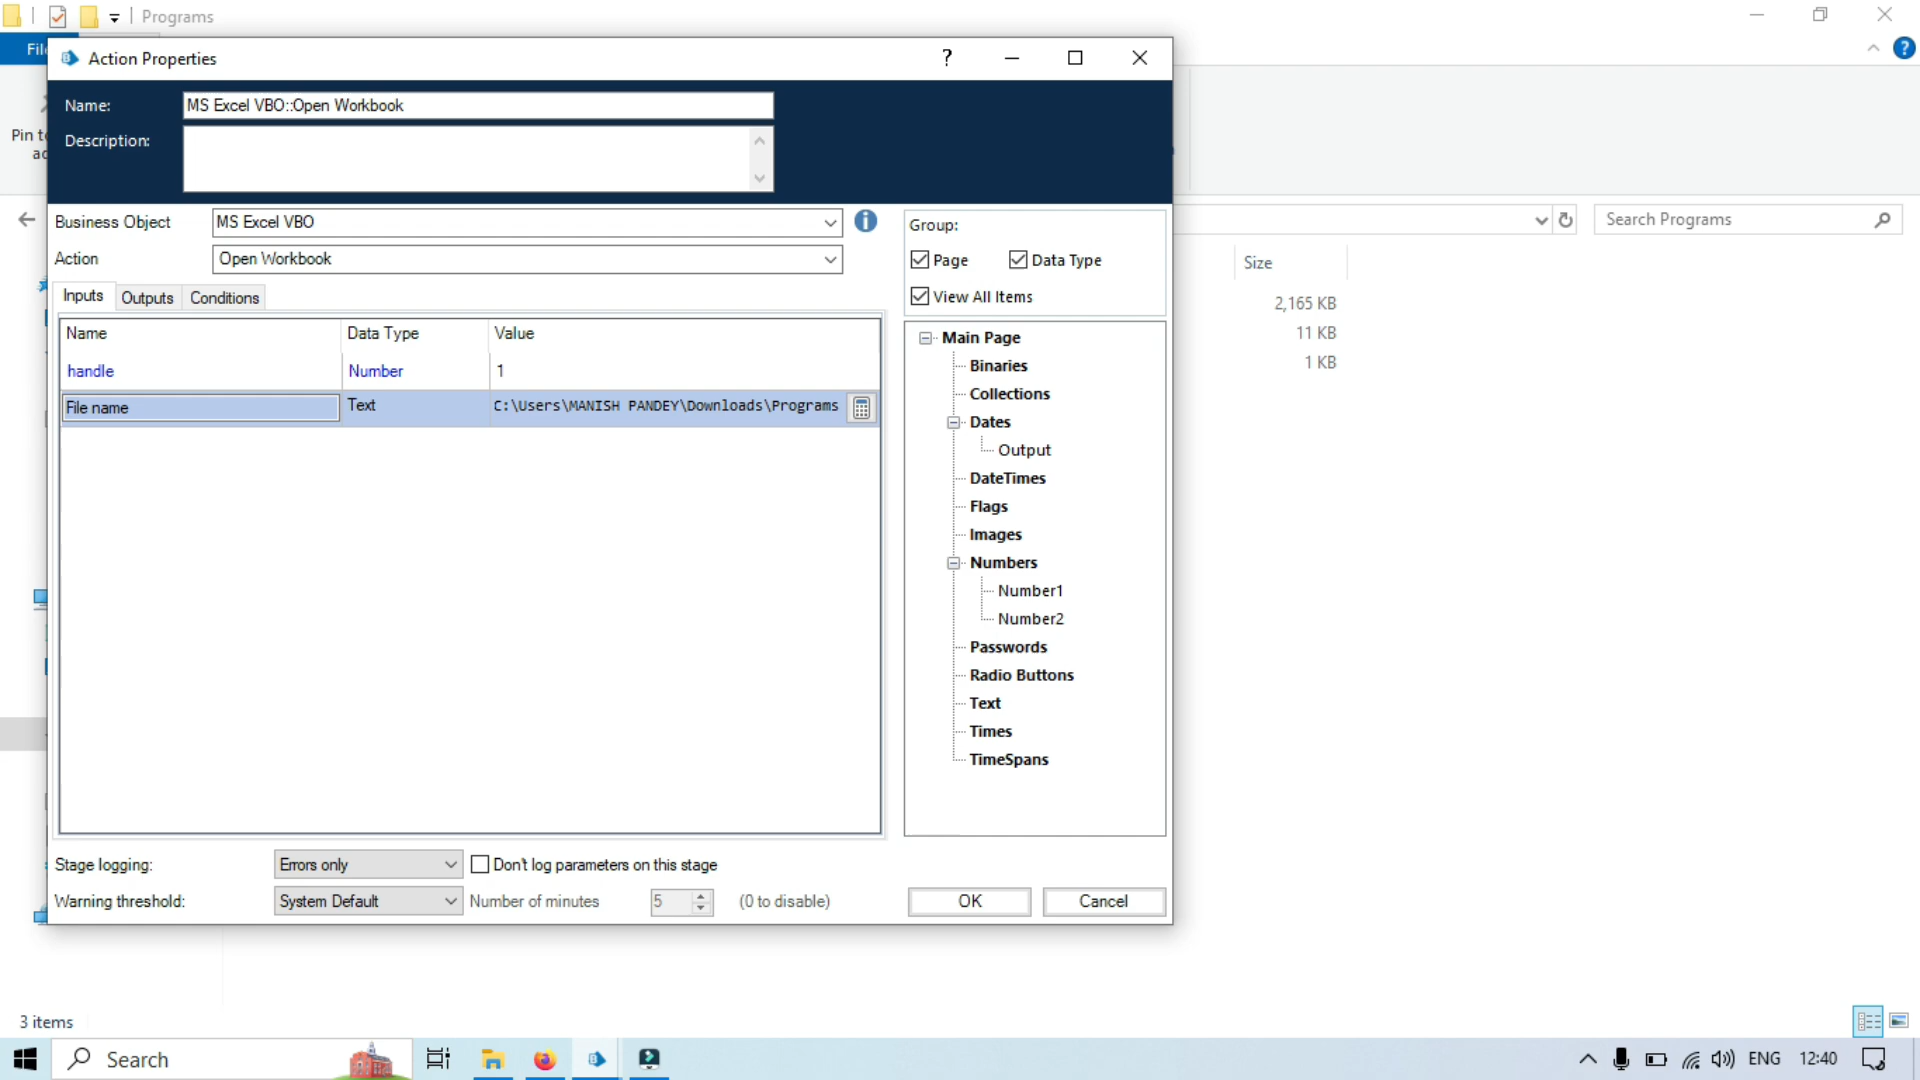 Programs
File
Action Properties
?
Name:
MS Excel VBO::Open Workbook
Pin t
ac
Description:
Business Object
MS Excel VBO
Action
Open Workbook
Group:
Page
Data Type
View All Items
Search Programs
Inputs
Outputs
Conditions
Name
Data Type
Value
handle
Number
1
File name
Text
C:\Users\MANISH PANDEY\Downloads\Programs
Main Page
Binaries
Collections
Dates
Output
DateTimes
Flags
Images
Numbers
Number1
Number2
Passwords
Radio Buttons
Text
Times
TimeSpans
Size
2,165 KB
11 KB
1 KB
Stage logging:
Errors only
Don't log parameters on this stage
Warning threshold:
System Default
Number of minutes
5
(0 to disable)
OK
Cancel
3 items
Search
ENG
12:40